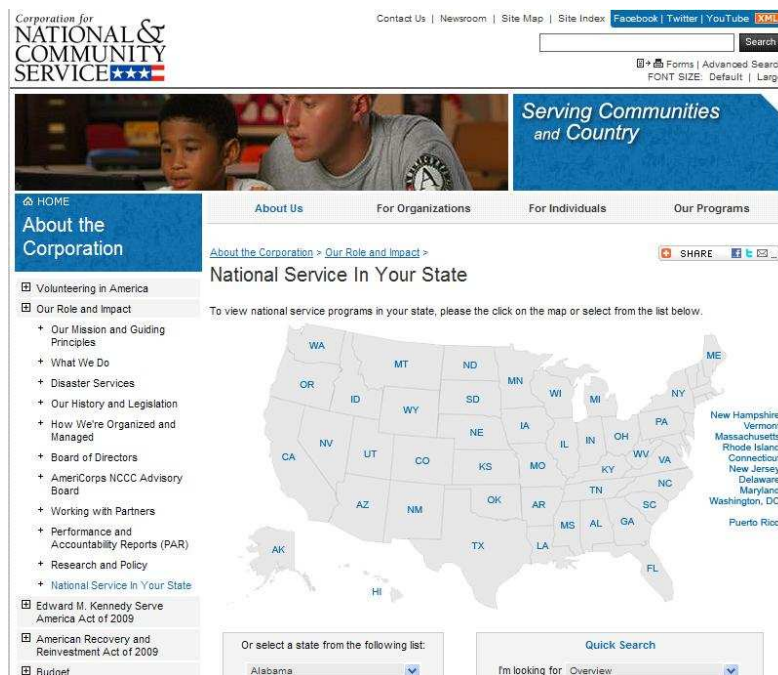 Corporation for
NATIONAL &
COMMUNITY
SERVICE
Contact Us | Newsroom | Site Map | Site Index
Facebook | Twitter | YouTube XML
Search
Forms | Advanced Searc
FONT SIZE: Default | Larg
Serving Communities
and Country
HOME
About the
Corporation
About Us
For Organizations
For Individuals
Our Programs
About the Corporation > Our Role and Impact >
SHARE
National Service In Your State
To view national service programs in your state, please the click on the map or select from the list below.
Volunteering in America
Our Role and Impact
Our Mission and Guiding
Principles
What We Do
Disaster Services
Our History and Legislation
How We're Organized and
Managed
Board of Directors
AmeriCorps NCCC Advisory
Board
Working with Partners
Performance and
Accountability Reports (PAR)
Research and Policy
National Service In Your State
Edward M. Kennedy Serve
America Act of 2009
American Recovery and
Reinvestment Act of 2009
Budget
WA
MT
ND
MN
ME
OR
ID
WY
SD
WI
MI
NY
NV
UT
CO
NE
IA
IL
IN
OH
PA
CA
KS
MO
KY
WV
VA
AZ
NM
OK
AR
TN
NC
SC
TX
LA
MS
AL
GA
FL
AK
HI
New Hampshire
Vermont
Massachusetts
Rhode Island
Connecticut
New Jersey
Delaware
Maryland
Washington, DC
Puerto Rico
Or select a state from the following list:
Alabama
Quick Search
I'm looking for Overview